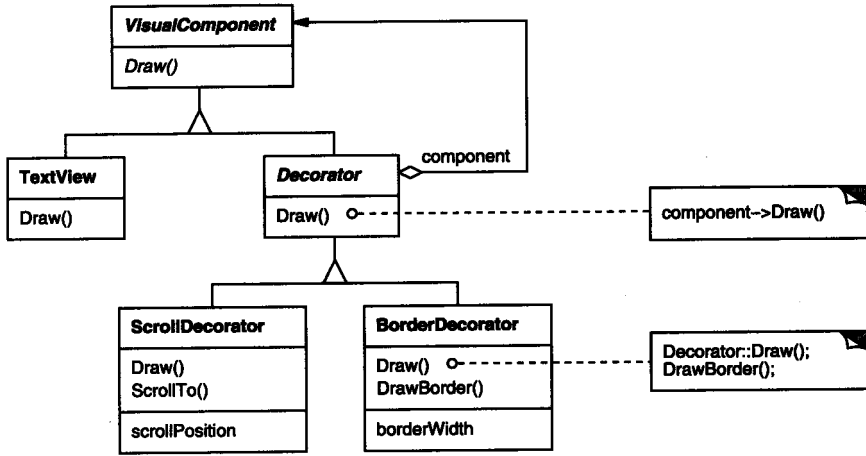 VisualComponent
Draw()
component
TextView
Draw()
Decorator
Draw()
component->Draw()
ScrollDecorator
Draw()
ScrollTo()
scrollPosition
BorderDecorator
Draw()
DrawBorder()
borderWidth
Decorator::Draw();
DrawBorder();